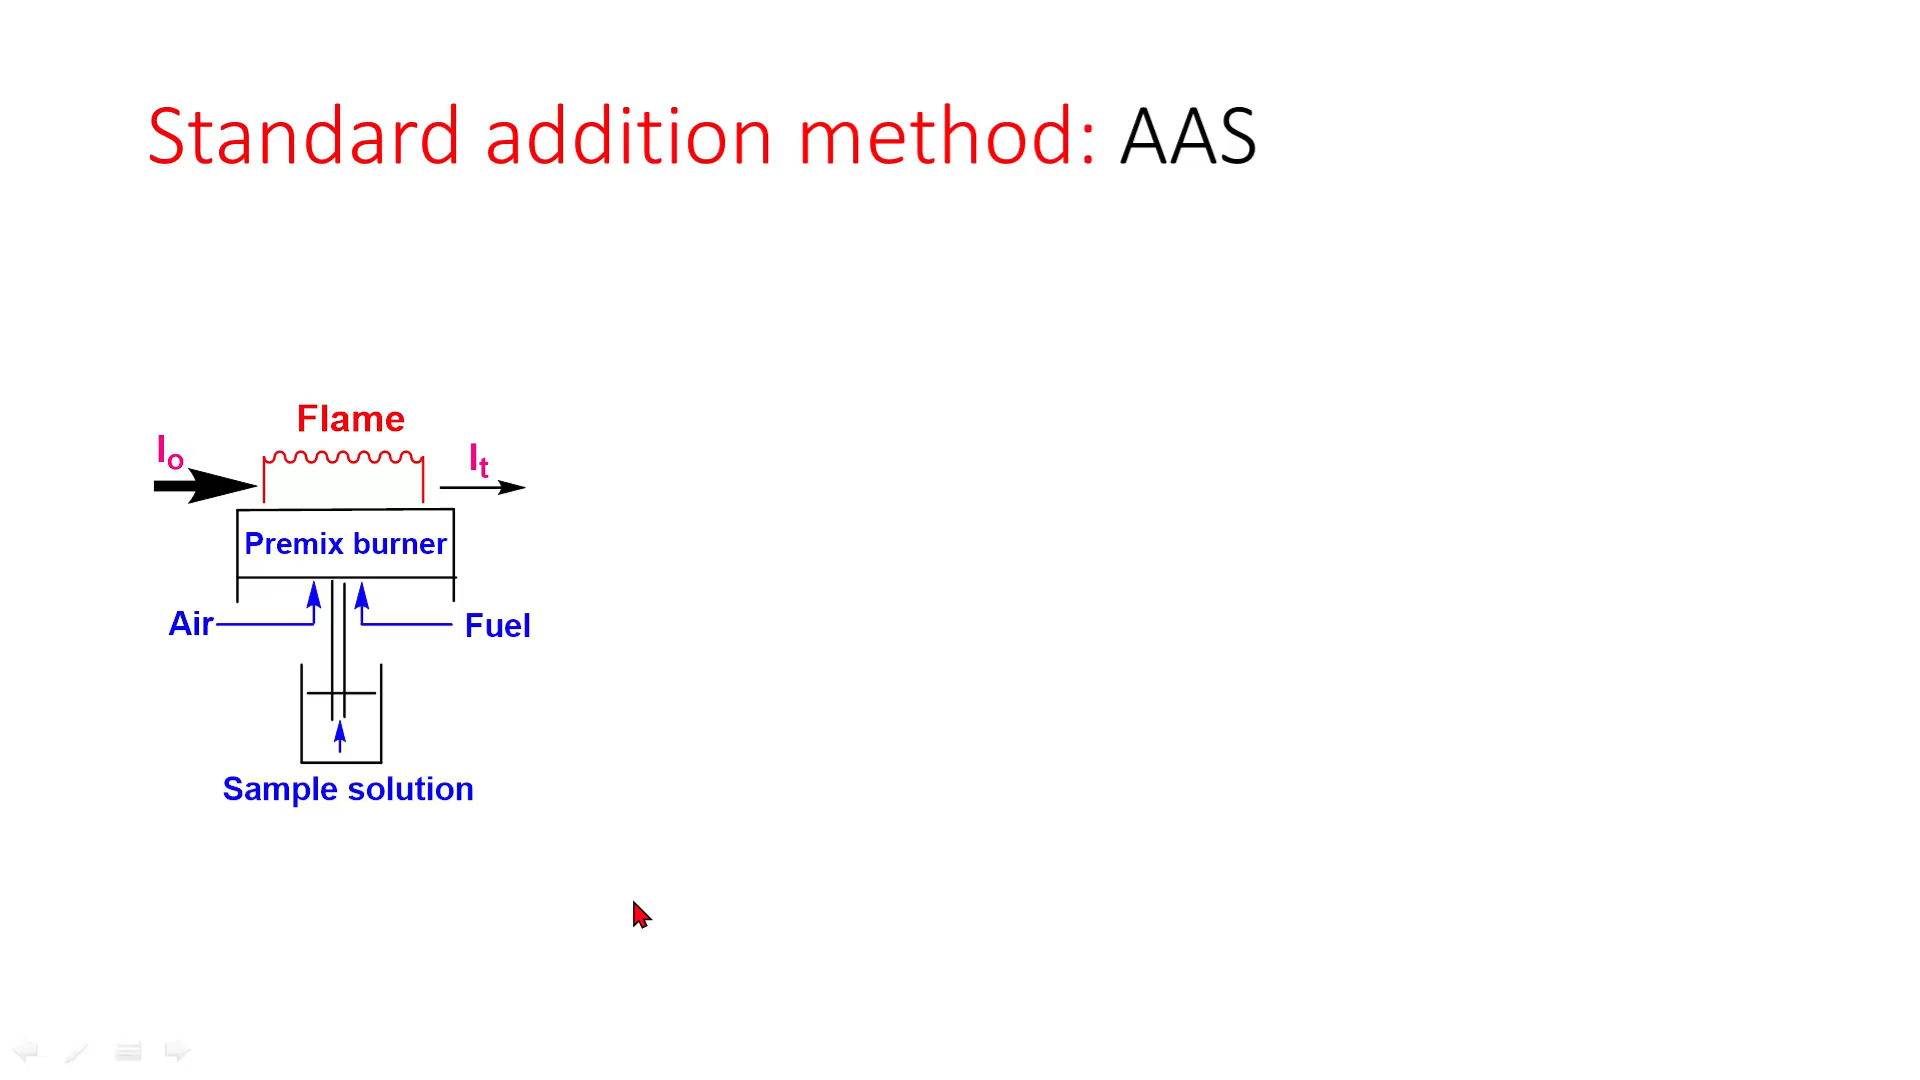 Standard addition method: AAS
Flame
Io
It
Premix burner
Air
Fuel
Sample solution